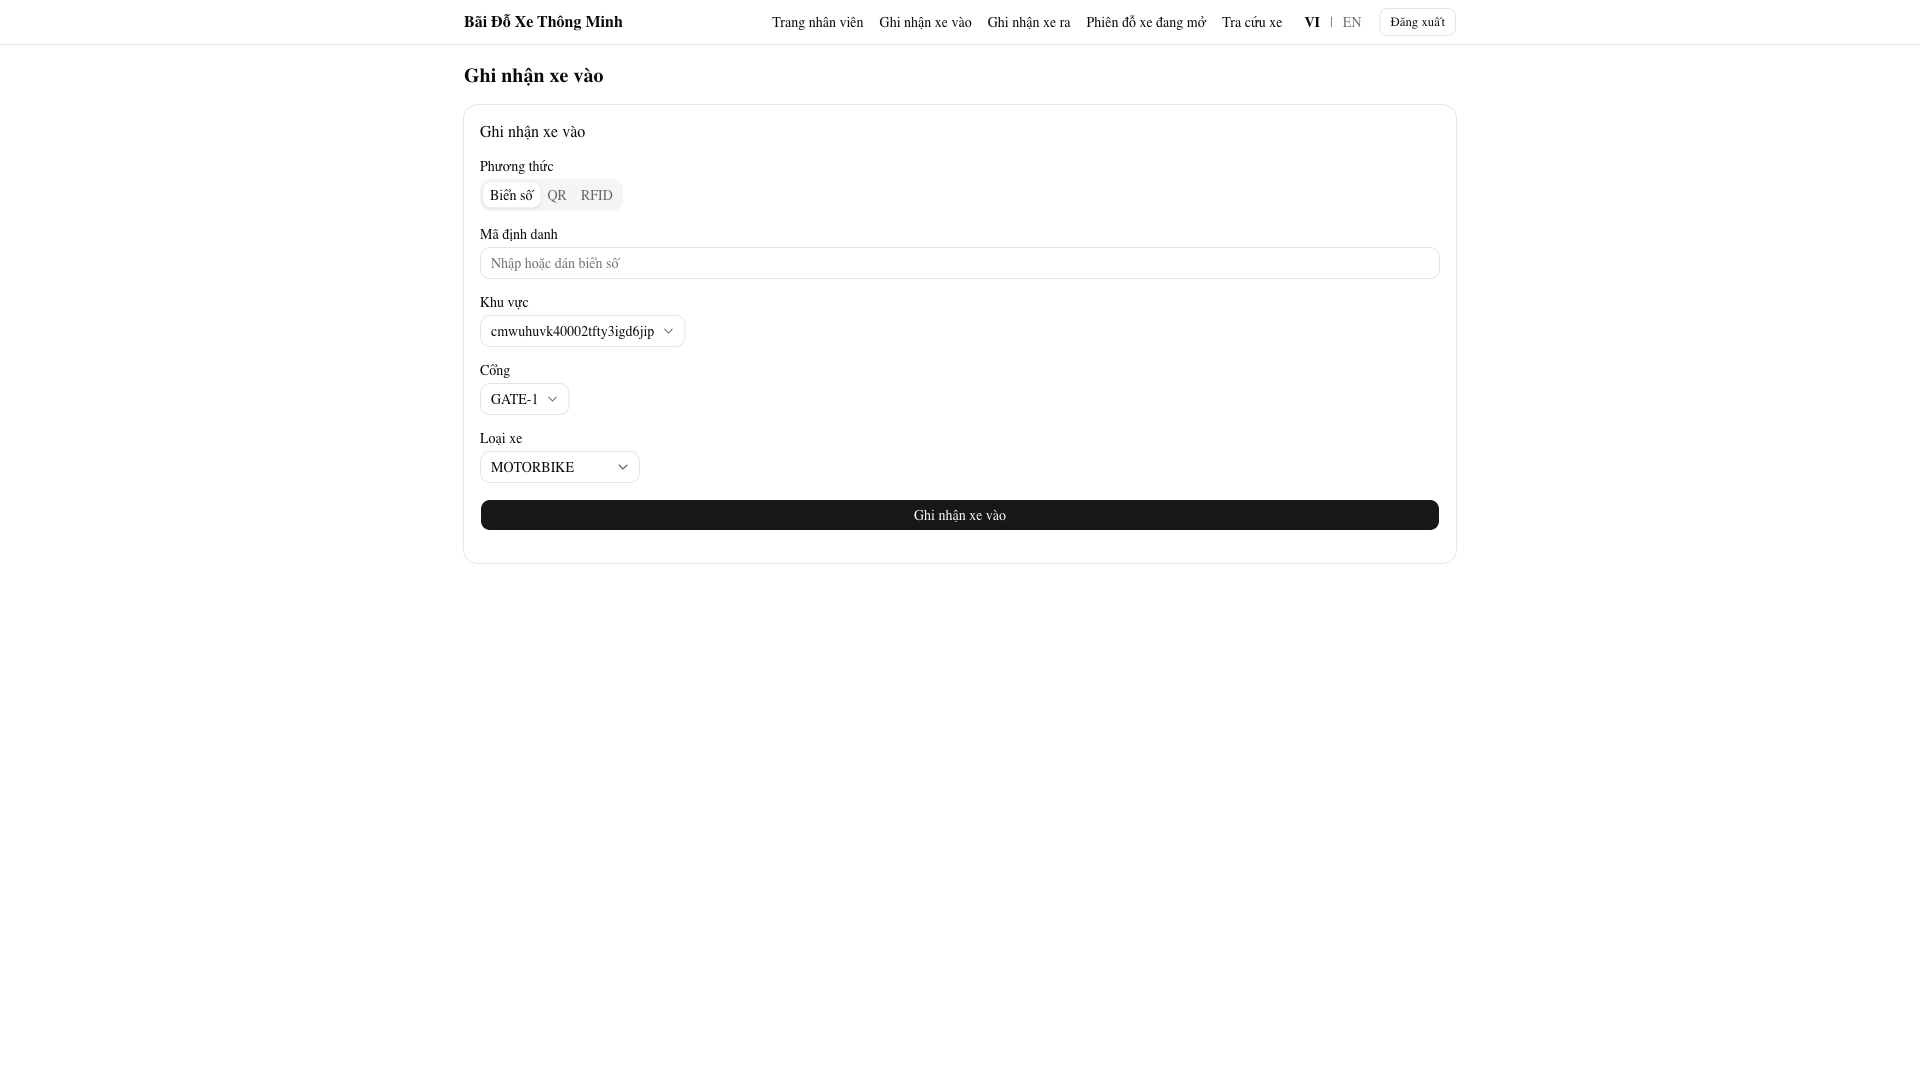 Bãi Đỗ Xe Thông Minh
Trang nhân viên Ghi nhận xe vào Ghi nhận xe ra Phiên đỗ xe đang mở Tra cứu xe VI | EN Đăng xuất
Ghi nhận xe vào
Ghi nhận xe vào
Phương thức
Biển số QR RFID
Mã định danh
Nhập hoặc dán biển số
Khu vực
cmwuhuvk40002tfty3igd6jip
Cổng
GATE-1
Loại xe
MOTORBIKE
Ghi nhận xe vào